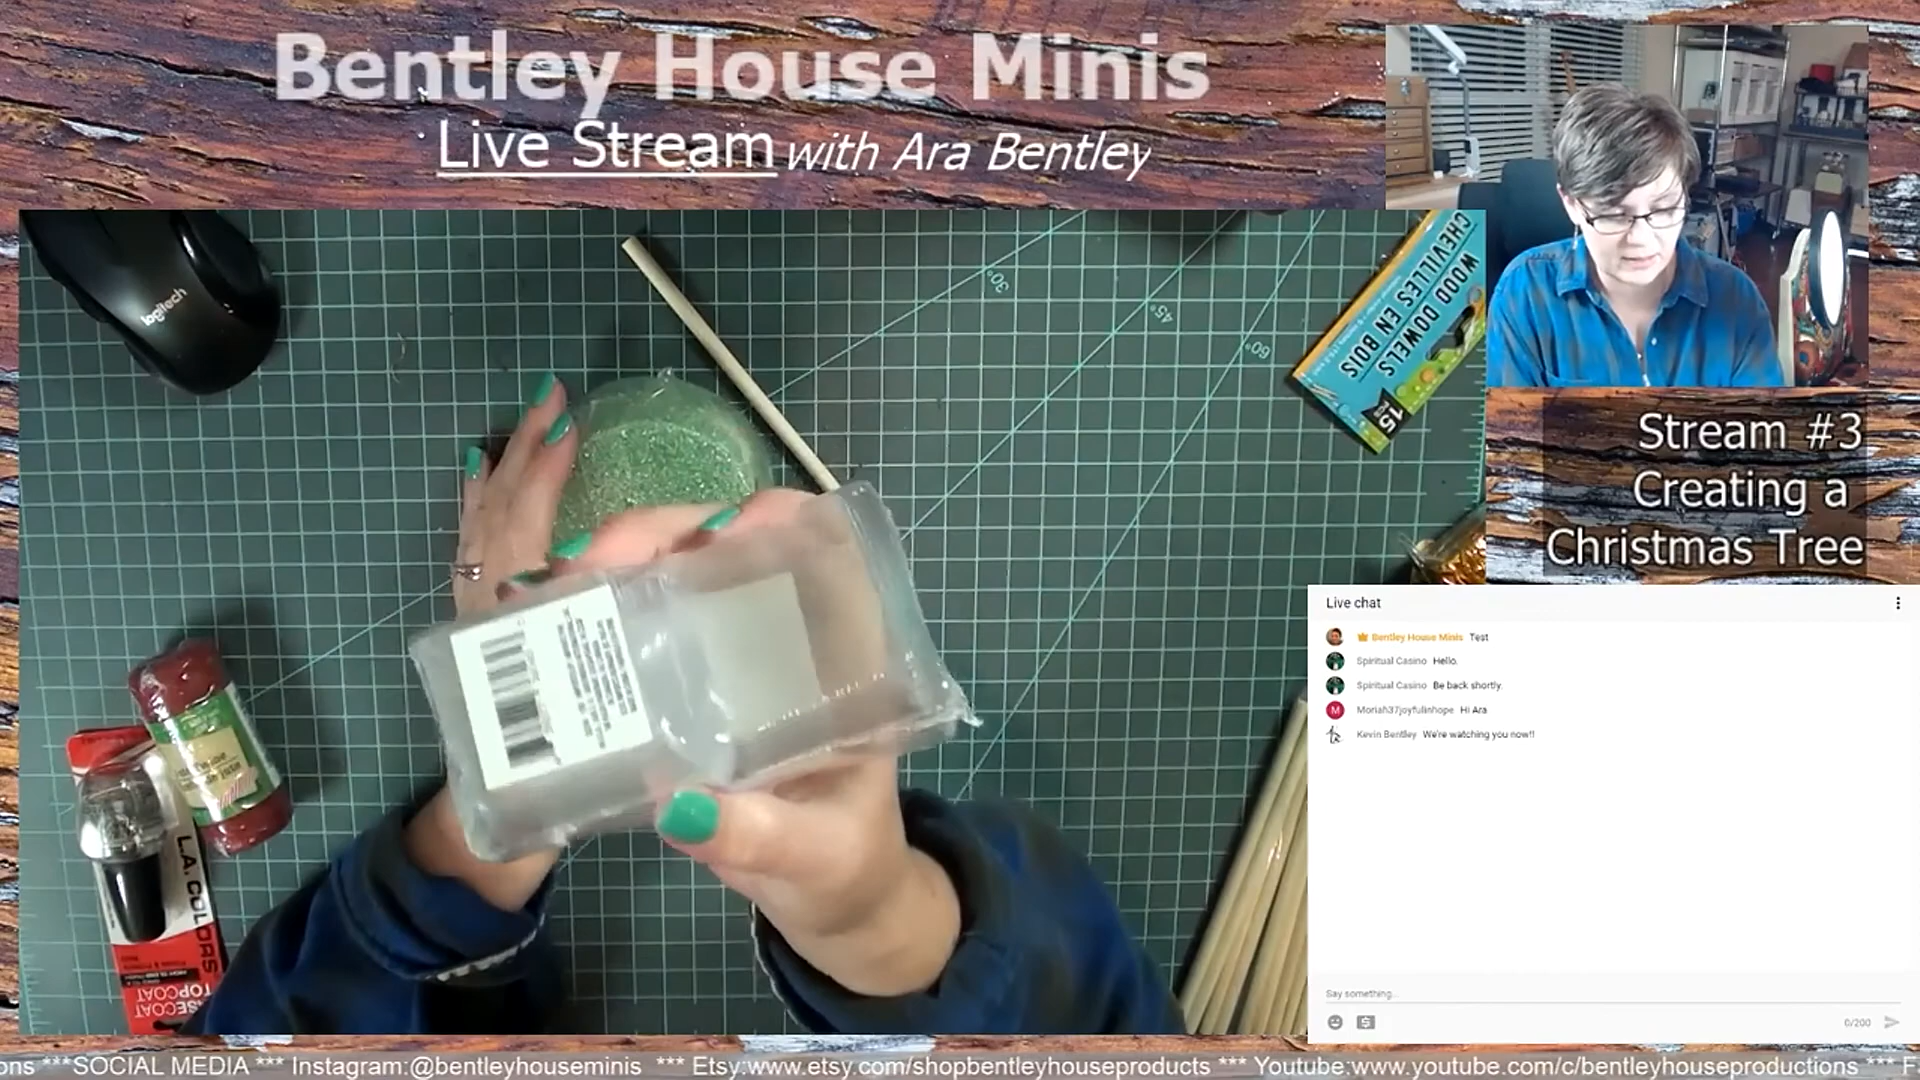 Bentley House Minis
Live Stream with Ara Bentley
logitech
30°
45°
60°
WOOD DOWELS
CHEVILLES EN BOIS
15
Stream #3
Creating a
Christmas Tree
L.A. COLORS
BASECOAT
TOPCOAT
Live chat
Bentley House Minis Test
Spiritual Casino Hello.
Spiritual Casino Be back shortly.
M
Moriah37joyfulinhope Hi Ara
Kevin Bentley We're watching you now!!
Say something...
0/200
ons ***SOCIAL MEDIA *** Instagram:@bentleyhouseminis *** Etsy:www.etsy.com/shopbentleyhouseproducts *** Youtube:www.youtube.com/c/bentleyhouseproductions *** F